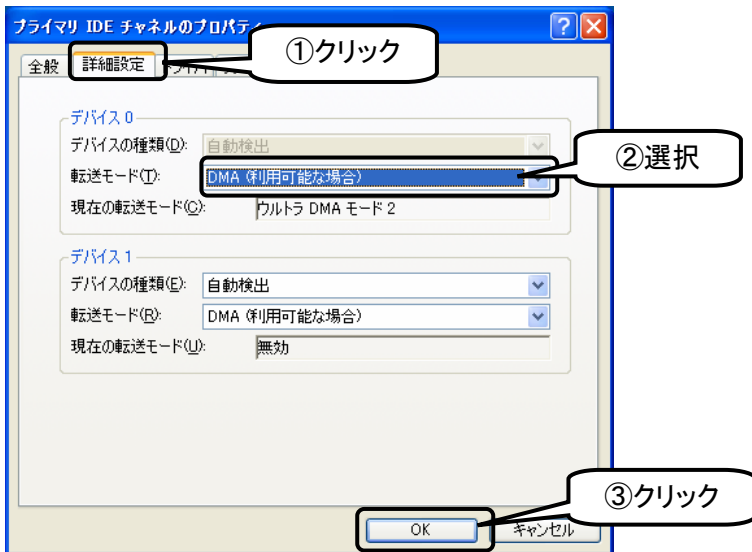 プライマリ IDE チャネルのプロパティ
①クリック
全般 詳細設定
デバイス 0
デバイスの種類(D): 自動検出
②選択
転送モード(T): DMA (利用可能な場合)
現在の転送モード(C): ウルトラ DMA モード 2
デバイス 1
デバイスの種類(E): 自動検出
転送モード(R): DMA (利用可能な場合)
現在の転送モード(U): 無効
③クリック
OK キャンセル